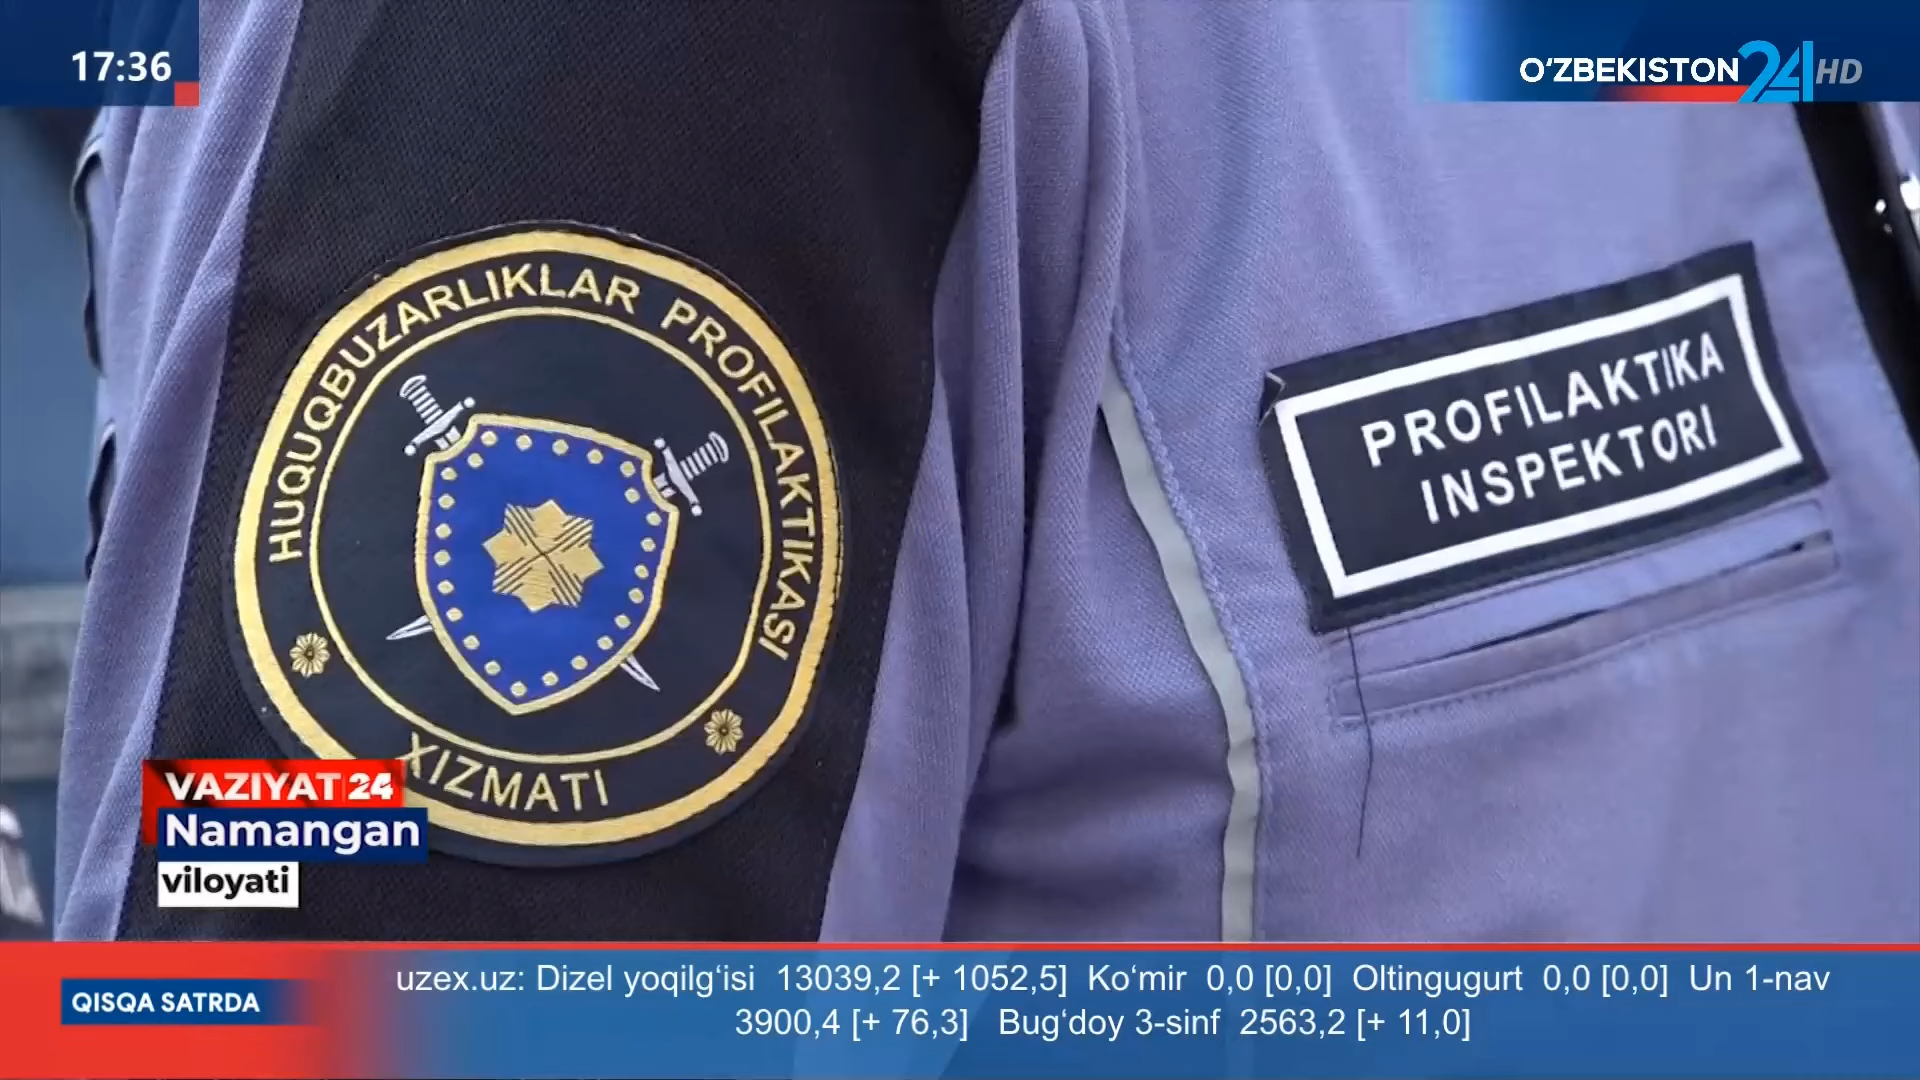 17:36
O‘ZBEKISTON 24 HD
HUQUQBUZARLIKLAR PROFILAKTIKASI
XIZMATI
PROFILAKTIKA
INSPEKTORI
VAZIYAT 24
Namangan
viloyati
QISQA SATRDA
uzex.uz: Dizel yoqilg‘isi 13039,2 [+ 1052,5] Ko‘mir 0,0 [0,0] Oltingugurt 0,0 [0,0] Un 1-nav
3900,4 [+ 76,3] Bug‘doy 3-sinf 2563,2 [+ 11,0]